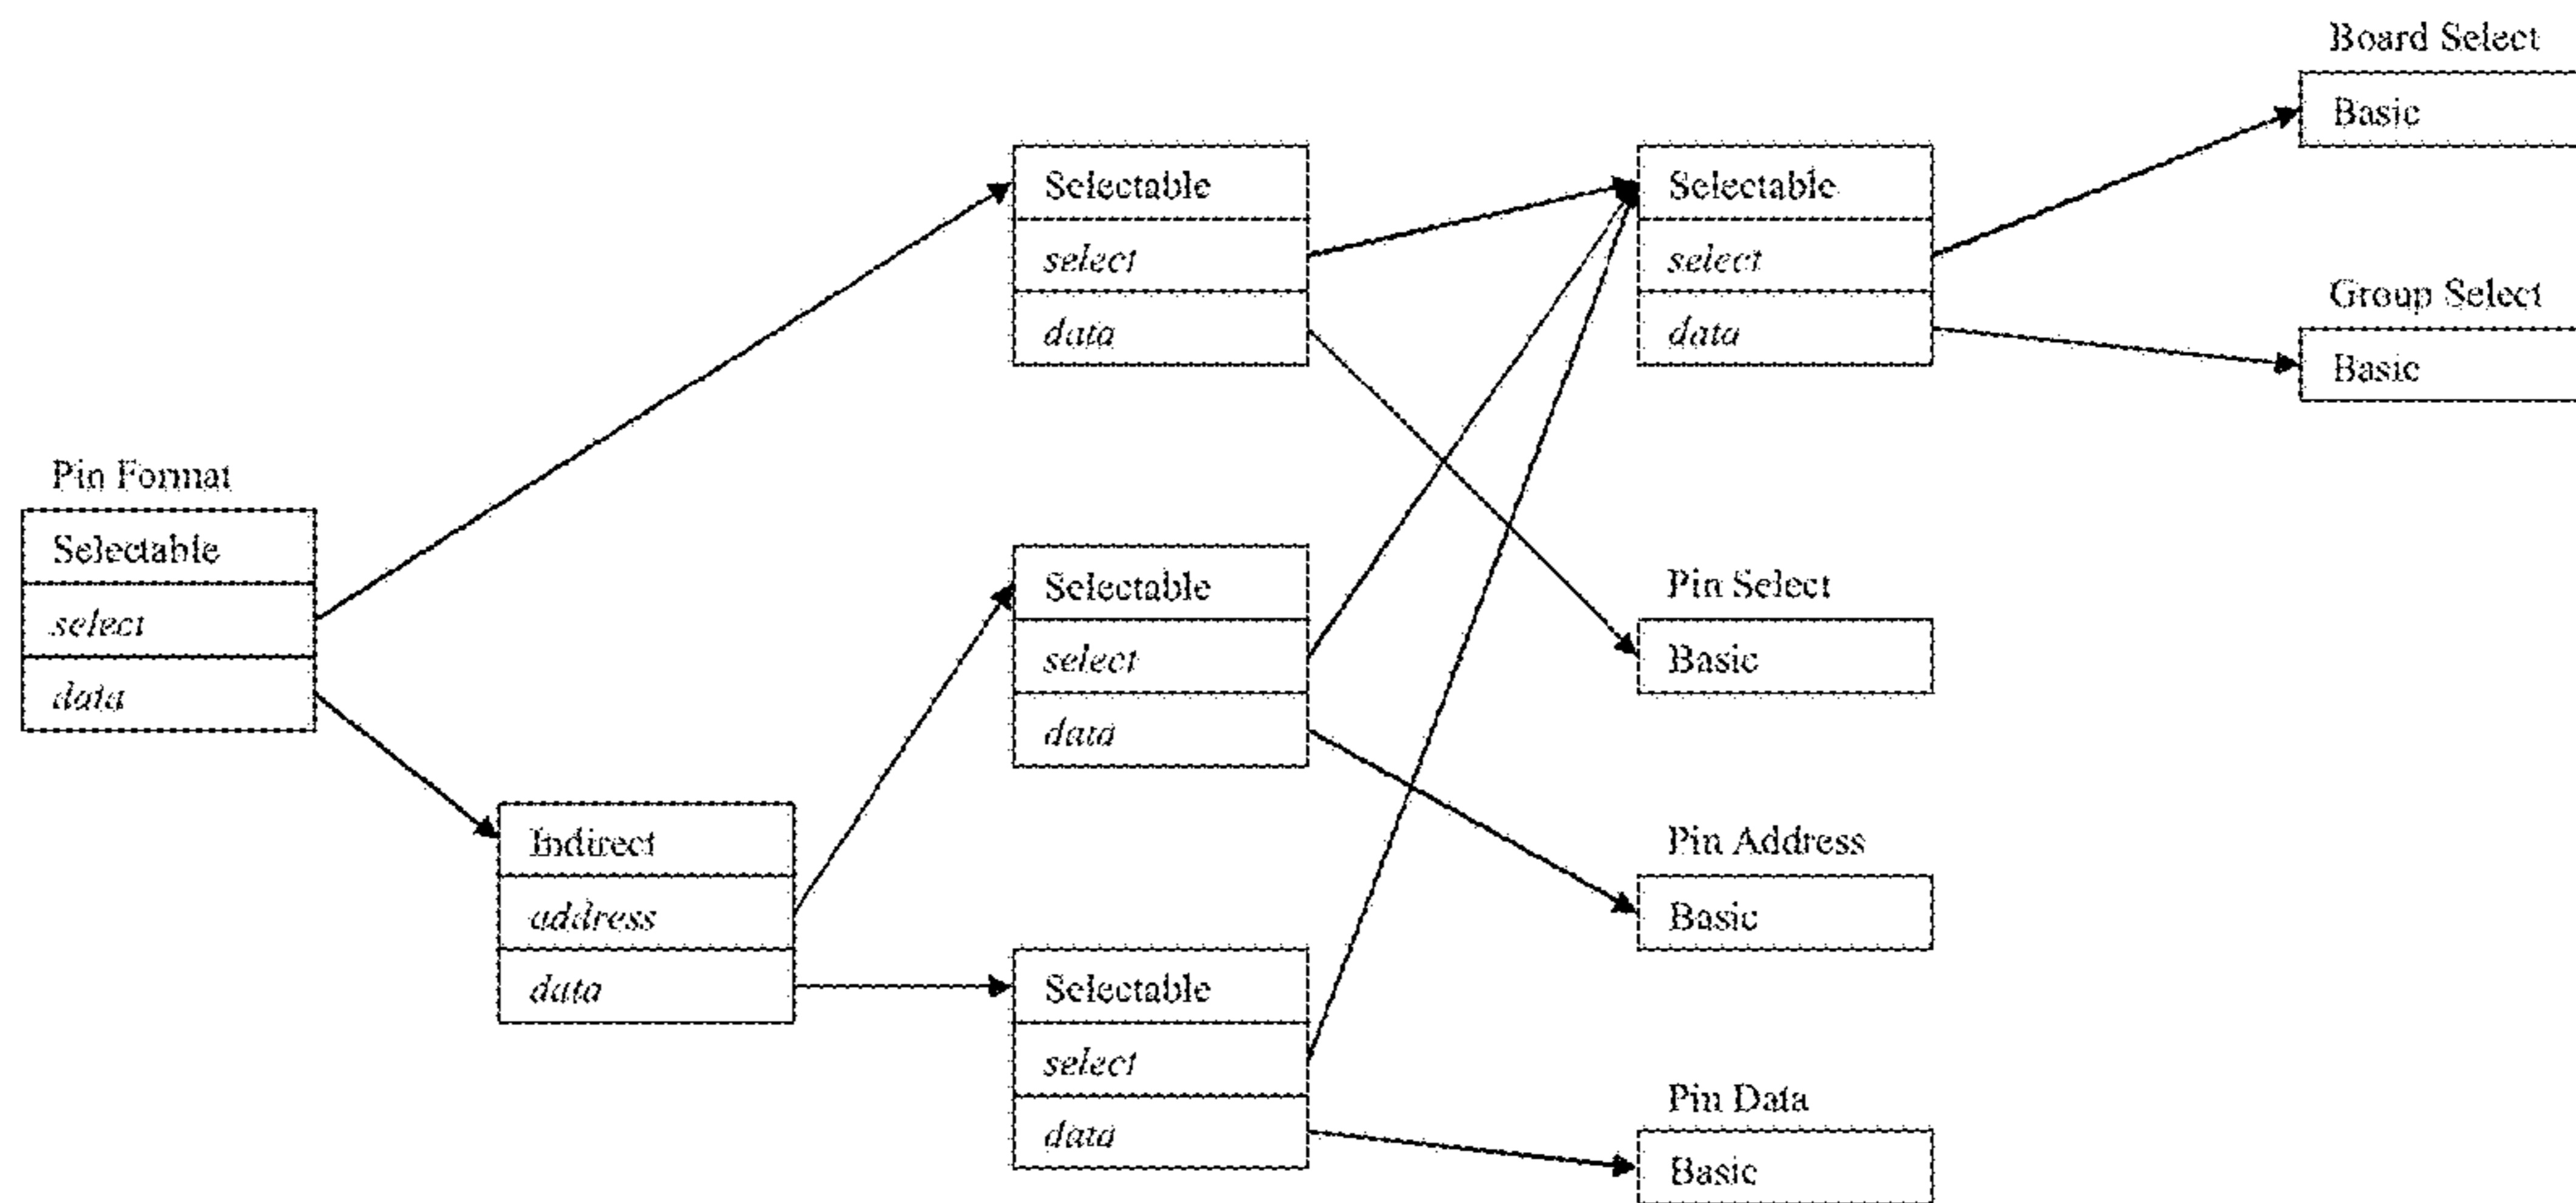 Board Select
Basic
Selectable
select
data
Selectable
select
data
Group Select
Basic
Pin Format
Selectable
select
data
Selectable
select
data
Pin Select
Basic
Indirect
address
data
Pin Address
Basic
Selectable
select
data
Pin Data
Basic